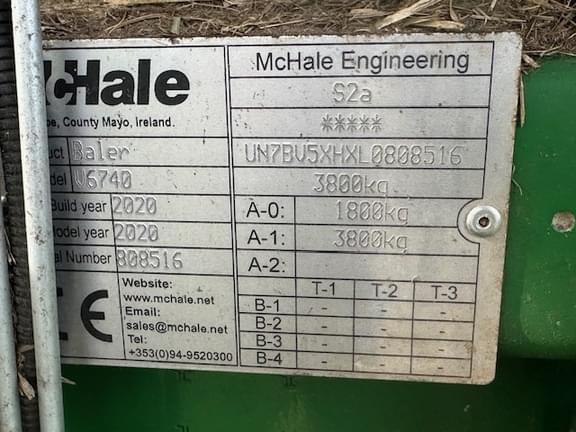 McHale
McHale Engineering
pe, County Mayo, Ireland.
S2a
*****
uct Baler
UN7BV5XHXL0808516
del V6740
3800kg
Build year 2020
A-0: 1800kg
odel year 2020
A-1: 3800kg
al Number 808516
A-2:
Website:
www.mchale.net
Email:
sales@mchale.net
Tel:
+353(0)94-9520300
CE
T-1 T-2 T-3
B-1 - - -
B-2 - - -
B-3 - - -
B-4 - - -